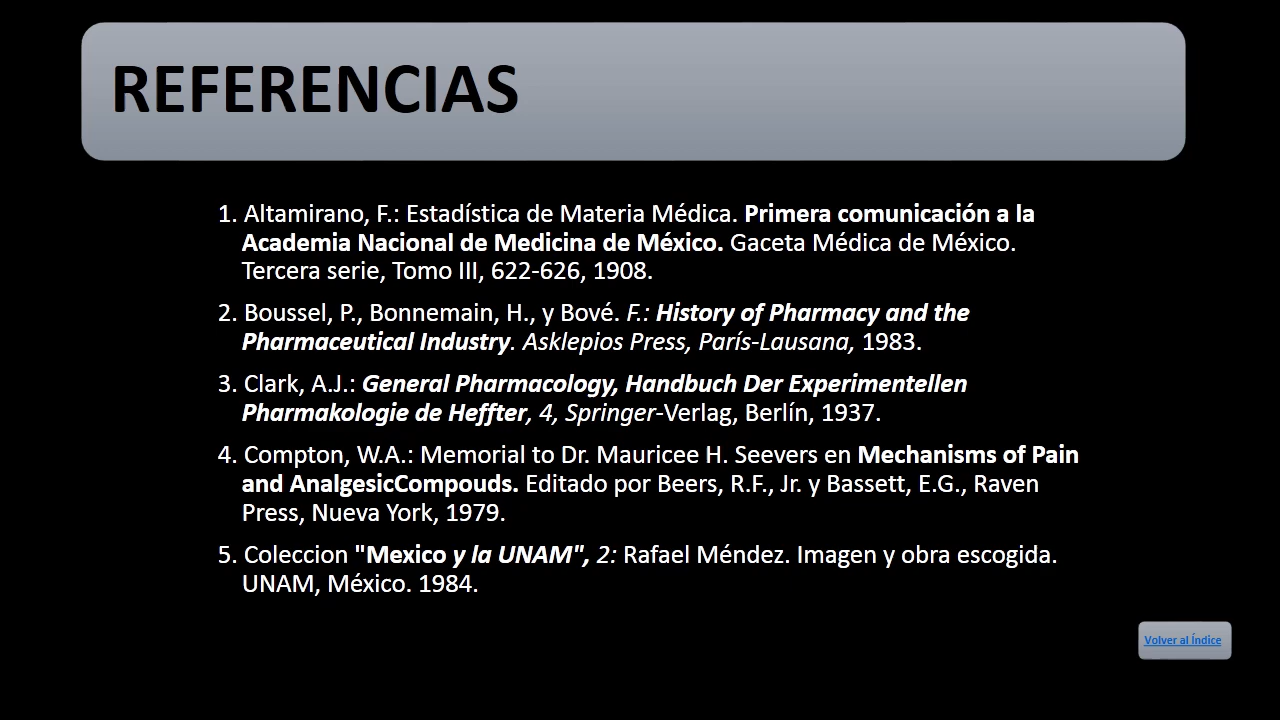 REFERENCIAS
1. Altamirano, F.: Estadística de Materia Médica. Primera comunicación a la
Academia Nacional de Medicina de México. Gaceta Médica de México.
Tercera serie, Tomo III, 622-626, 1908.
2. Boussel, P., Bonnemain, H., y Bové. F.: History of Pharmacy and the
Pharmaceutical Industry. Asklepios Press, París-Lausana, 1983.
3. Clark, A.J.: General Pharmacology, Handbuch Der Experimentellen
Pharmakologie de Heffter, 4, Springer-Verlag, Berlín, 1937.
4. Compton, W.A.: Memorial to Dr. Mauricee H. Seevers en Mechanisms of Pain
and AnalgesicCompouds. Editado por Beers, R.F., Jr. y Bassett, E.G., Raven
Press, Nueva York, 1979.
5. Coleccion "Mexico y la UNAM", 2: Rafael Méndez. Imagen y obra escogida.
UNAM, México. 1984.
Volver al Índice